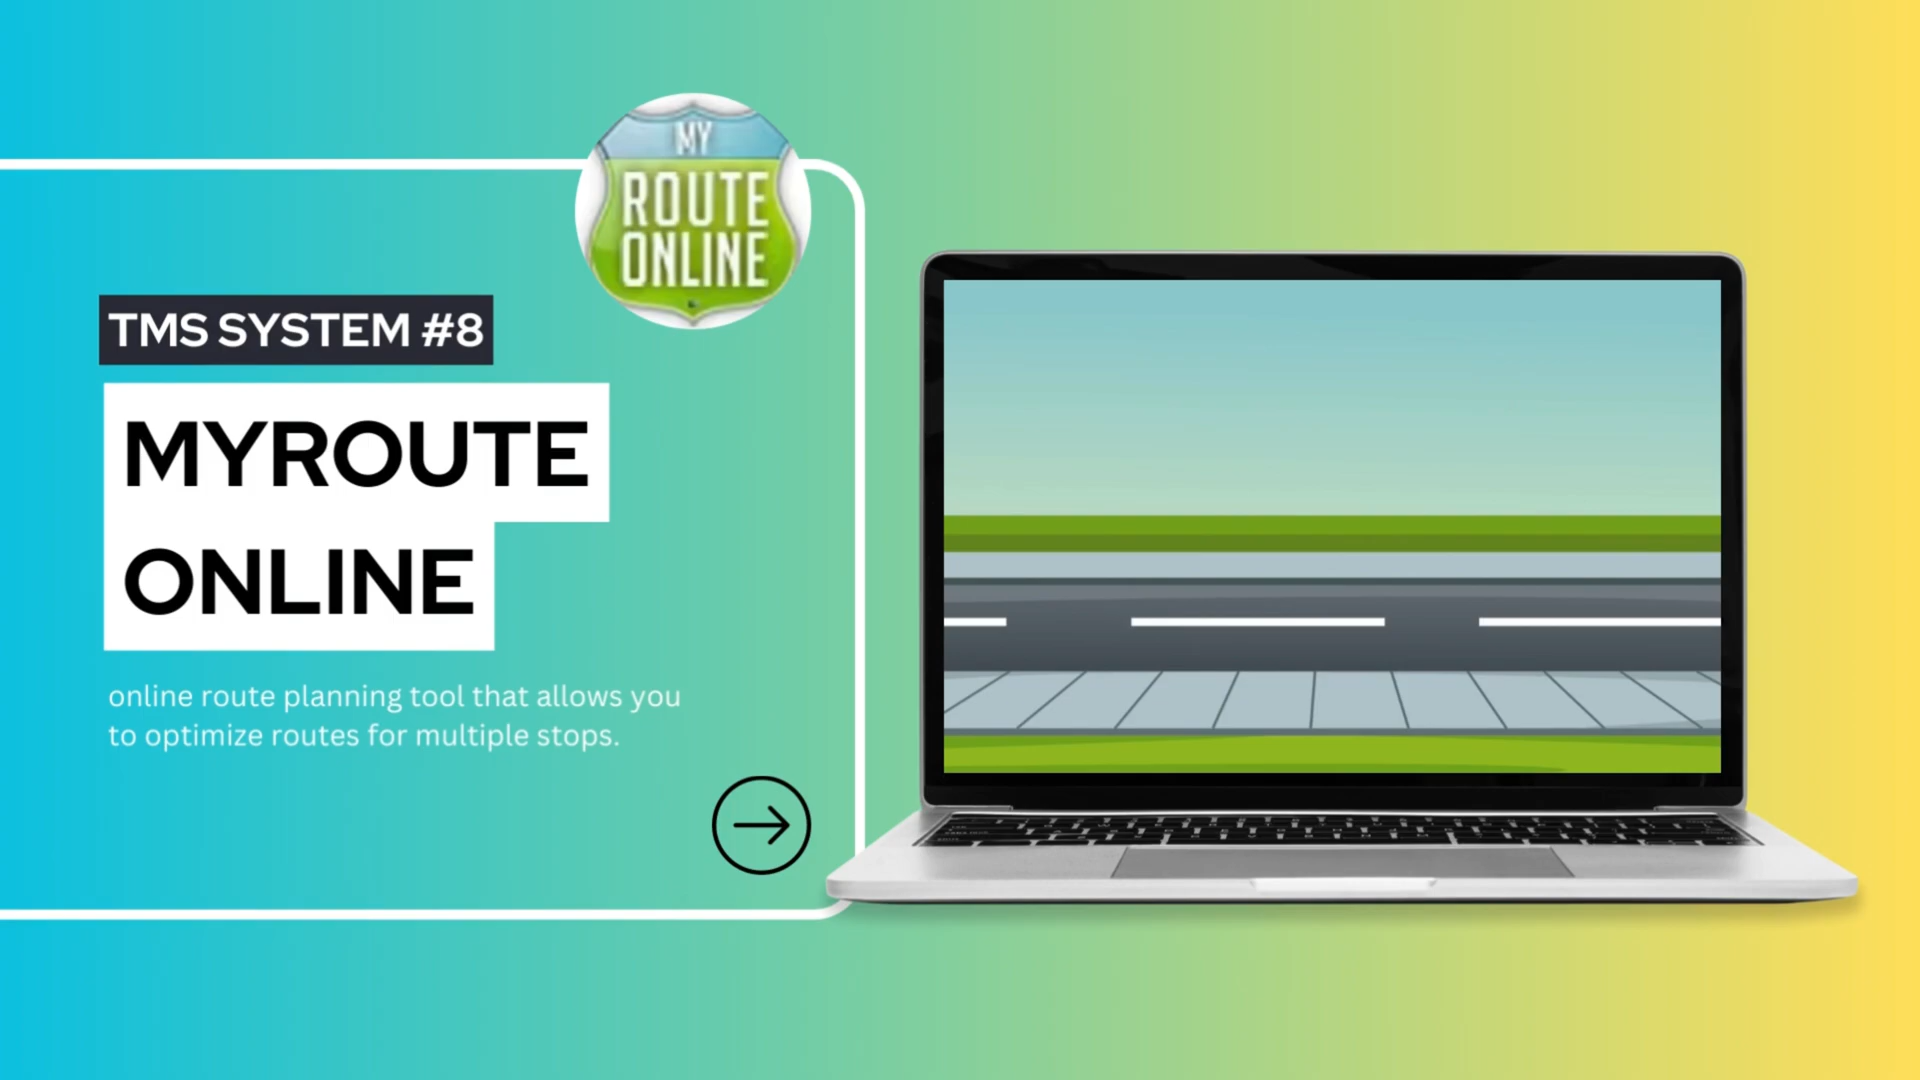 MY
ROUTE
ONLINE
TMS SYSTEM #8
MYROUTE
ONLINE
online route planning tool that allows you
to optimize routes for multiple stops.